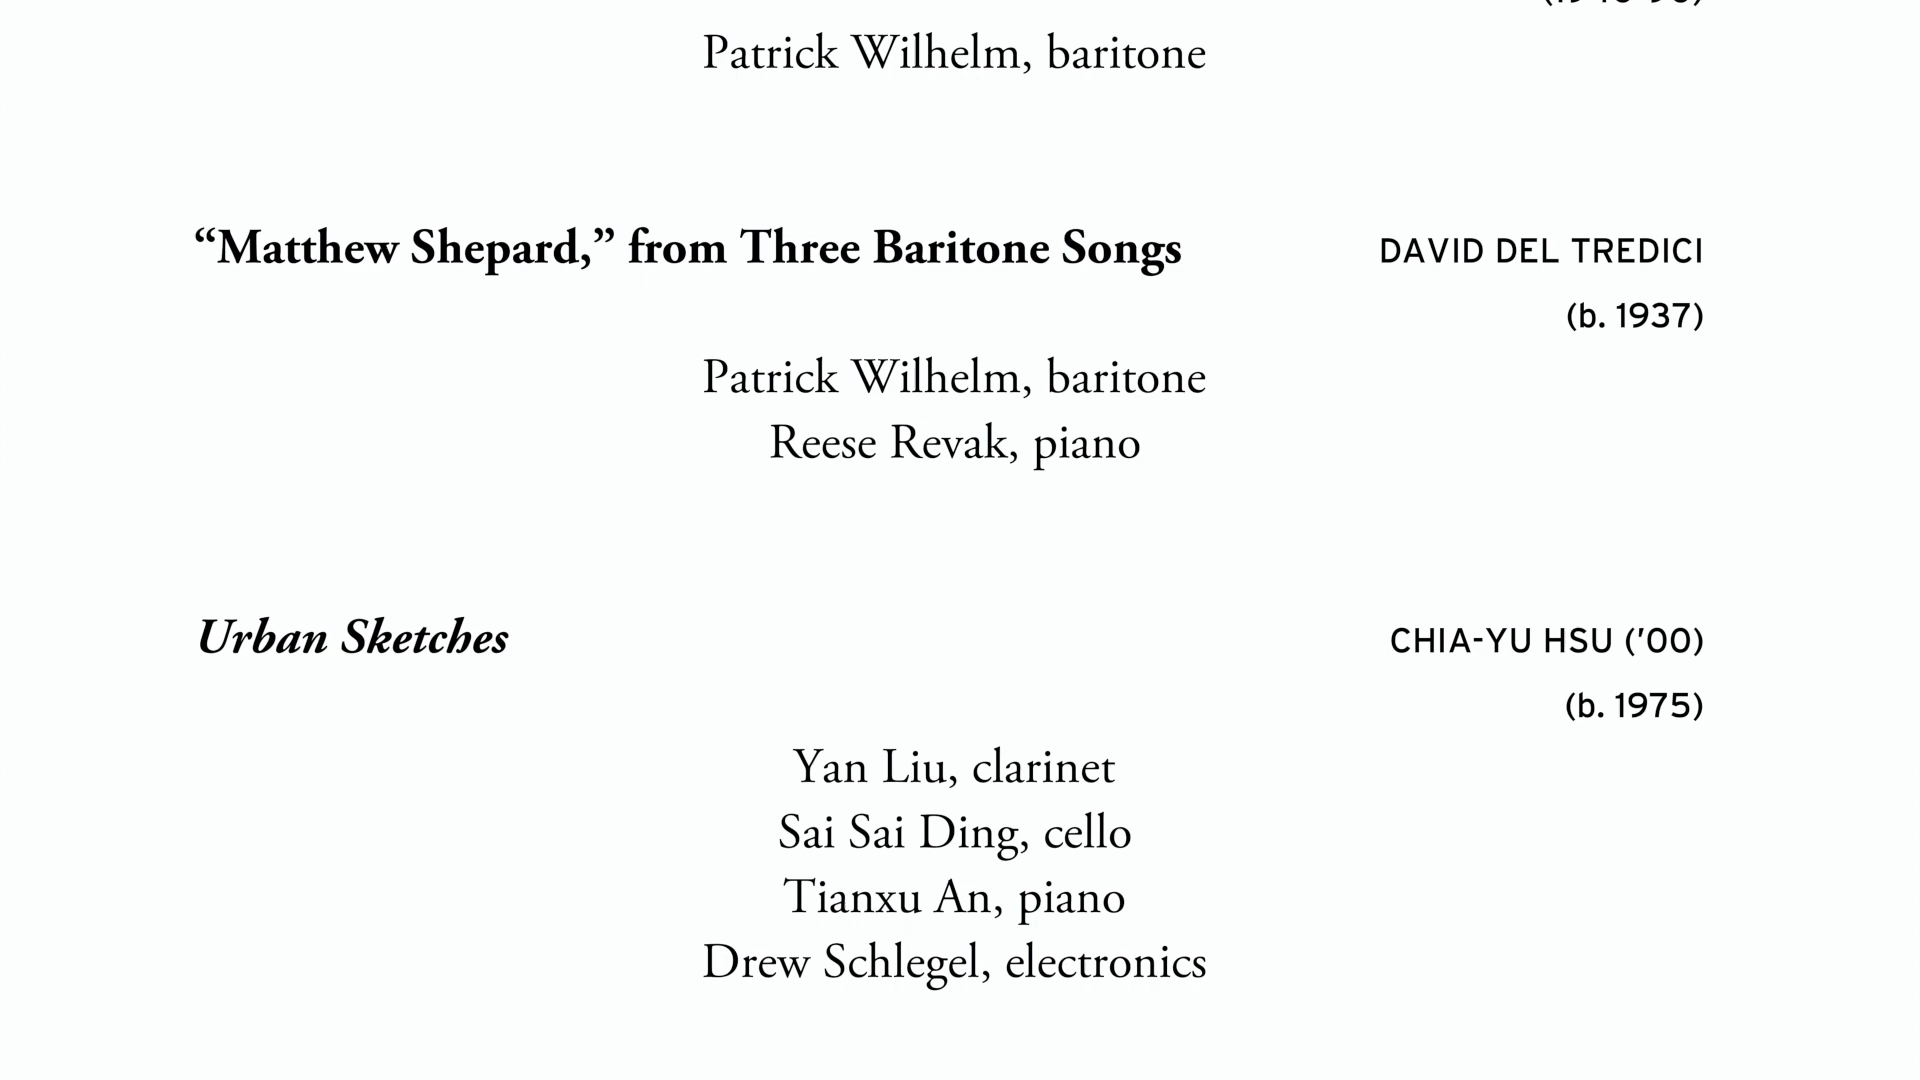 Patrick Wilhelm, baritone
“Matthew Shepard,” from Three Baritone Songs DAVID DEL TREDICI
(b. 1937)
Patrick Wilhelm, baritone
Reese Revak, piano
Urban Sketches CHIA-YU HSU (’00)
(b. 1975)
Yan Liu, clarinet
Sai Sai Ding, cello
Tianxu An, piano
Drew Schlegel, electronics